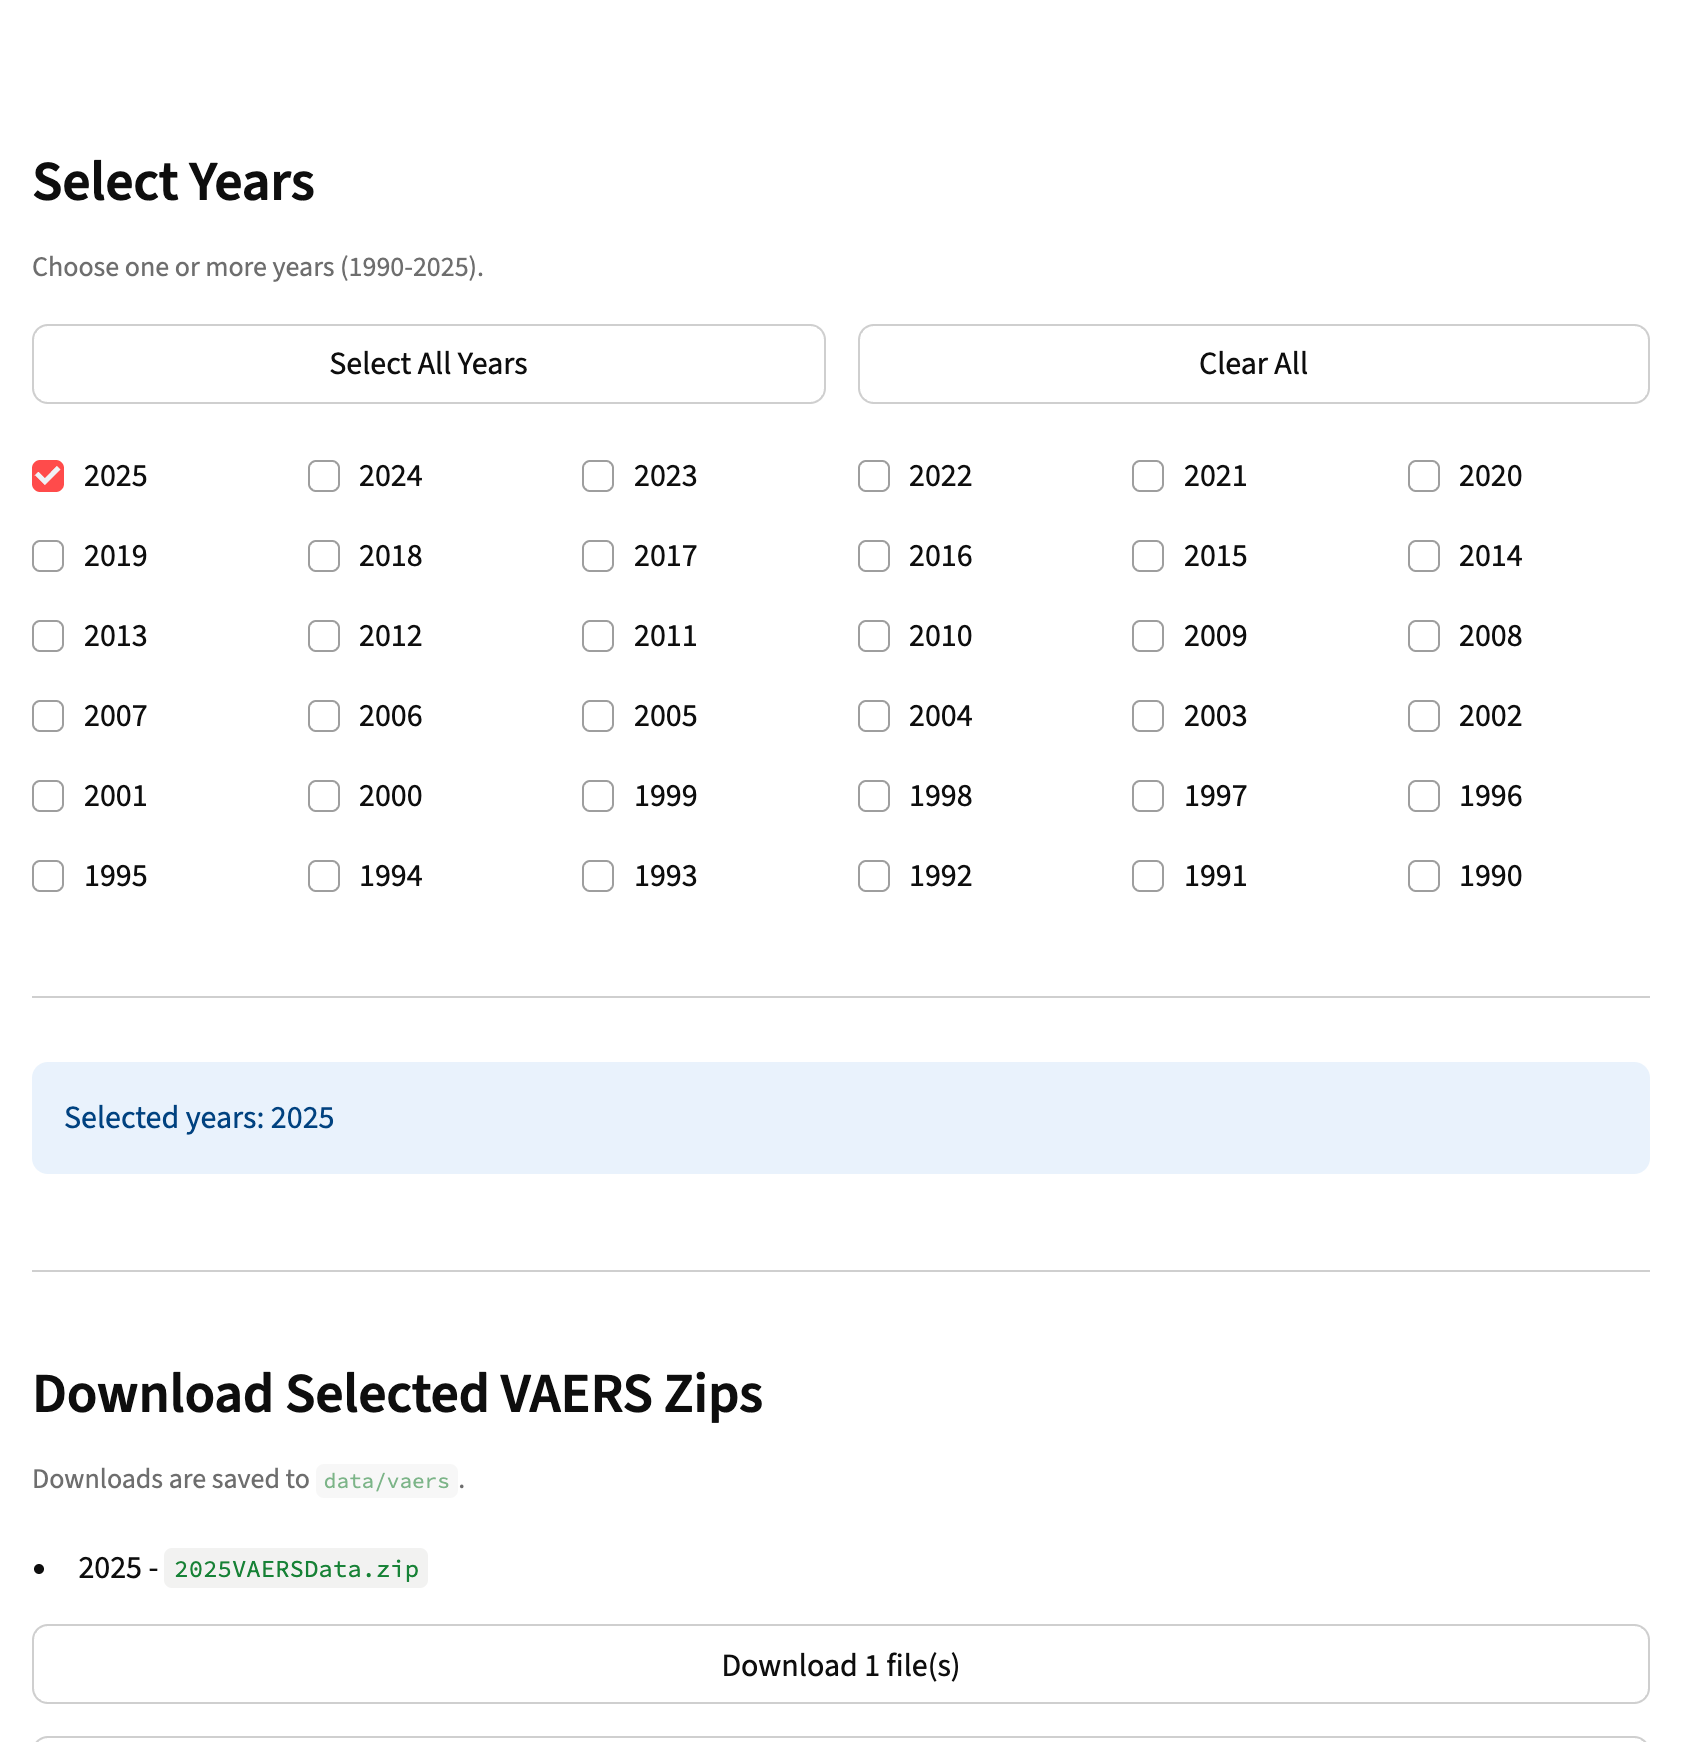 Select Years
Choose one or more years (1990-2025).
Select All Years Clear All
2025 2024 2023 2022 2021 2020
2019 2018 2017 2016 2015 2014
2013 2012 2011 2010 2009 2008
2007 2006 2005 2004 2003 2002
2001 2000 1999 1998 1997 1996
1995 1994 1993 1992 1991 1990
Selected years: 2025
Download Selected VAERS Zips
Downloads are saved to data/vaers.
• 2025 - 2025VAERSData.zip
Download 1 file(s)